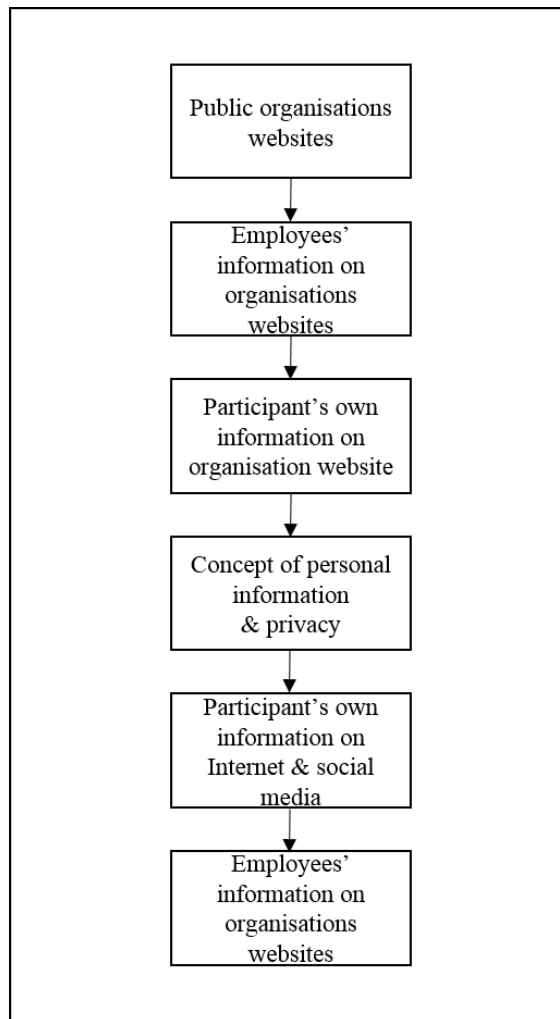 Public organisations
websites
Employees’
information on
organisations
websites
Participant’s own
information on
organisation website
Concept of personal
information
& privacy
Participant’s own
information on
Internet & social
media
Employees’
information on
organisations
websites